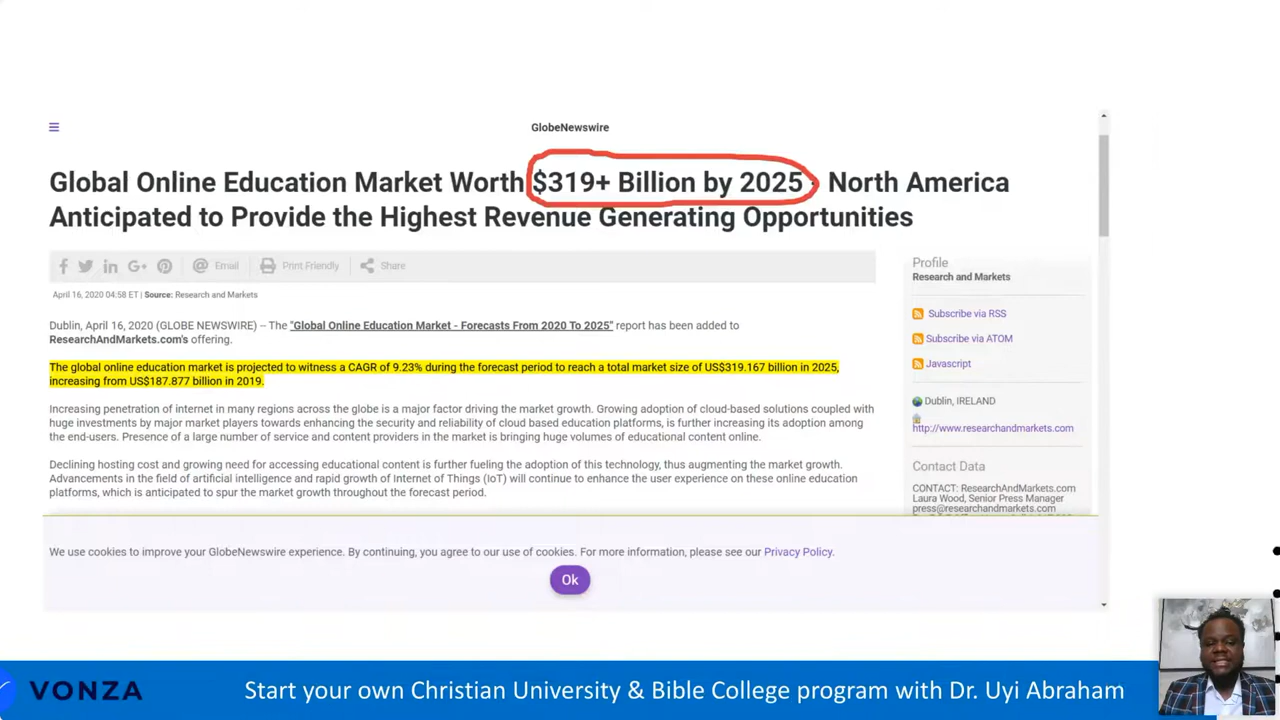 GlobeNewswire
Global Online Education Market Worth $319+ Billion by 2025 - North America
Anticipated to Provide the Highest Revenue Generating Opportunities
Email
Print Friendly
Share
April 16, 2020 04:58 ET | Source: Research and Markets
Dublin, April 16, 2020 (GLOBE NEWSWIRE) -- The "Global Online Education Market - Forecasts From 2020 To 2025" report has been added to
ResearchAndMarkets.com's offering.
The global online education market is projected to witness a CAGR of 9.23% during the forecast period to reach a total market size of US$319.167 billion in 2025,
increasing from US$187.877 billion in 2019.
Increasing penetration of internet in many regions across the globe is a major factor driving the market growth. Growing adoption of cloud-based solutions coupled with
huge investments by major market players towards enhancing the security and reliability of cloud based education platforms, is further increasing its adoption among
the end-users. Presence of a large number of service and content providers in the market is bringing huge volumes of educational content online.
Declining hosting cost and growing need for accessing educational content is further fueling the adoption of this technology, thus augmenting the market growth.
Advancements in the field of artificial intelligence and rapid growth of Internet of Things (IoT) will continue to enhance the user experience on these online education
platforms, which is anticipated to spur the market growth throughout the forecast period.
Profile
Research and Markets
Subscribe via RSS
Subscribe via ATOM
Javascript
Dublin, IRELAND
http://www.researchandmarkets.com
Contact Data
CONTACT: ResearchAndMarkets.com
Laura Wood, Senior Press Manager
press@researchandmarkets.com
We use cookies to improve your GlobeNewswire experience. By continuing, you agree to our use of cookies. For more information, please see our Privacy Policy.
Ok
VONZA
Start your own Christian University & Bible College program with Dr. Uyi Abraham